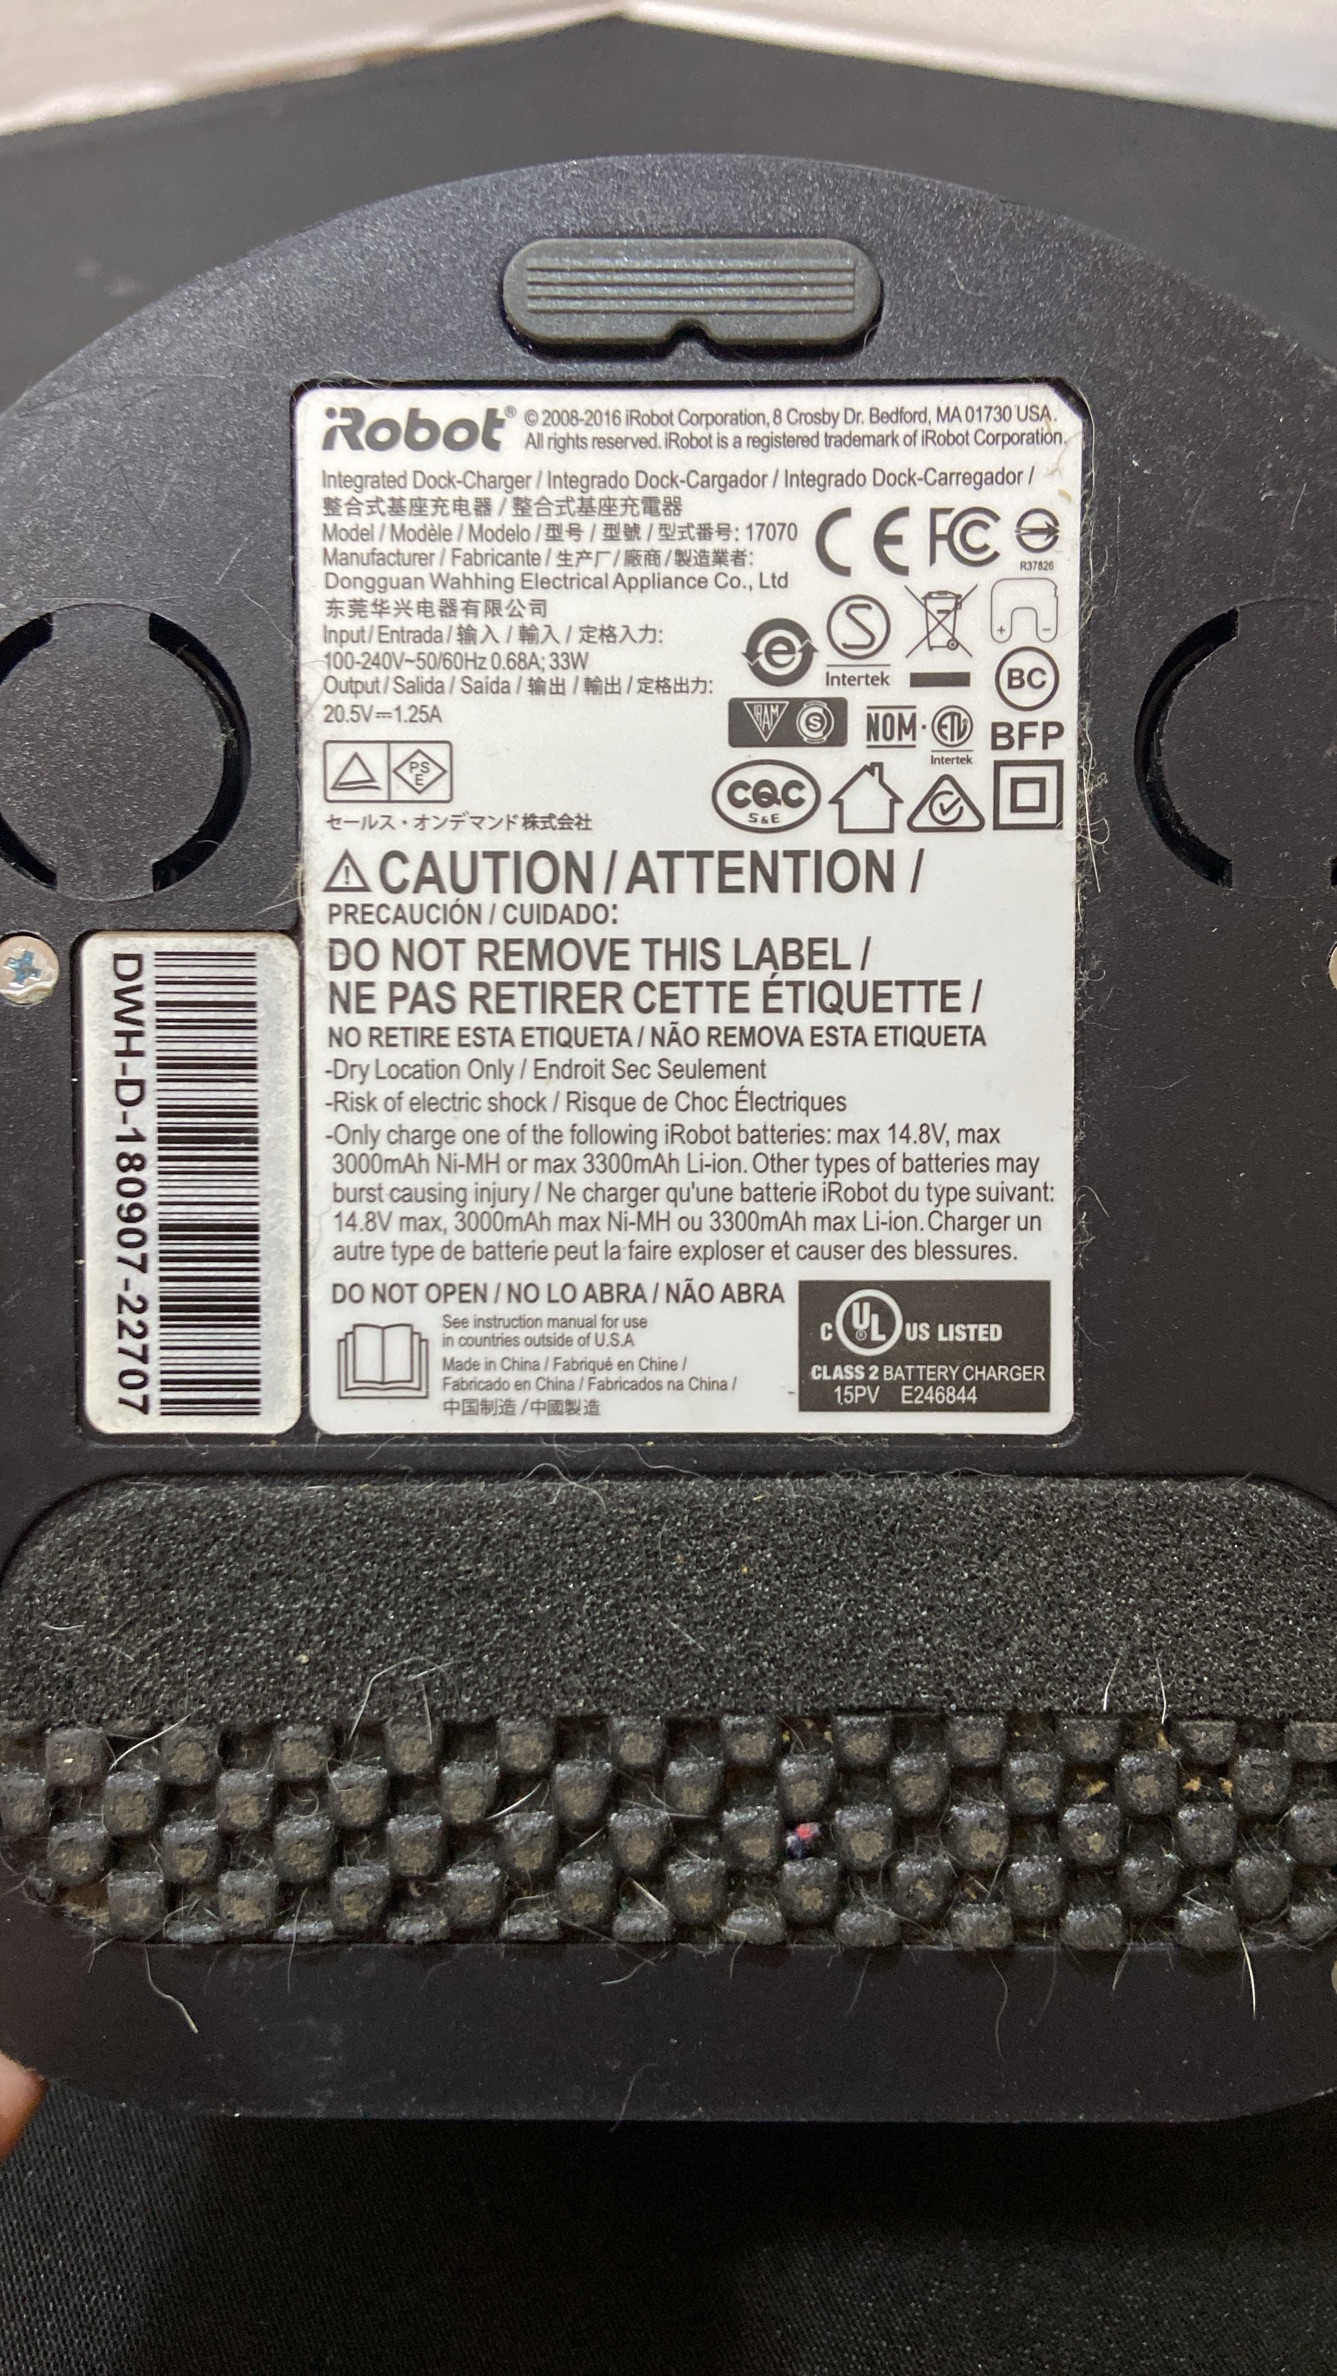 iRobot® © 2008-2016 iRobot Corporation, 8 Crosby Dr. Bedford, MA 01730 USA.
All rights reserved. iRobot is a registered trademark of iRobot Corporation.
Integrated Dock-Charger / Integrado Dock-Cargador / Integrado Dock-Carregador /
整合式基座充电器 / 整合式基座充電器
Model / Modèle / Modelo / 型号 / 型號 / 型式番号: 17070
Manufacturer / Fabricante / 生产厂 / 廠商 / 製造業者:
Dongguan Wahhing Electrical Appliance Co., Ltd
东莞华兴电器有限公司
Input / Entrada / 输入 / 輸入 / 定格入力:
100-240V~50/60Hz 0.68A; 33W
Output / Salida / Saída / 输出 / 輸出 / 定格出力:
20.5V⎓1.25A
CE FC
R37826
e S
Intertek
+ -
BC
IRAM S
NOM · ETL
Intertek
BFP
PS
E
CQC
S & E
セールス・オンデマンド株式会社
⚠ CAUTION / ATTENTION /
PRECAUCIÓN / CUIDADO:
DO NOT REMOVE THIS LABEL /
NE PAS RETIRER CETTE ÉTIQUETTE /
NO RETIRE ESTA ETIQUETA / NÃO REMOVA ESTA ETIQUETA
-Dry Location Only / Endroit Sec Seulement
-Risk of electric shock / Risque de Choc Électriques
-Only charge one of the following iRobot batteries: max 14.8V, max
3000mAh Ni-MH or max 3300mAh Li-ion. Other types of batteries may
burst causing injury / Ne charger qu'une batterie iRobot du type suivant:
14.8V max, 3000mAh max Ni-MH ou 3300mAh max Li-ion. Charger un
autre type de batterie peut la faire exploser et causer des blessures.
DO NOT OPEN / NO LO ABRA / NÃO ABRA
See instruction manual for use
in countries outside of U.S.A
Made in China / Fabriqué en Chine /
Fabricado en China / Fabricados na China /
中国制造 / 中國製造
C UL ® US LISTED
CLASS 2 BATTERY CHARGER
15PV E246844
DWH-D-180907-22707